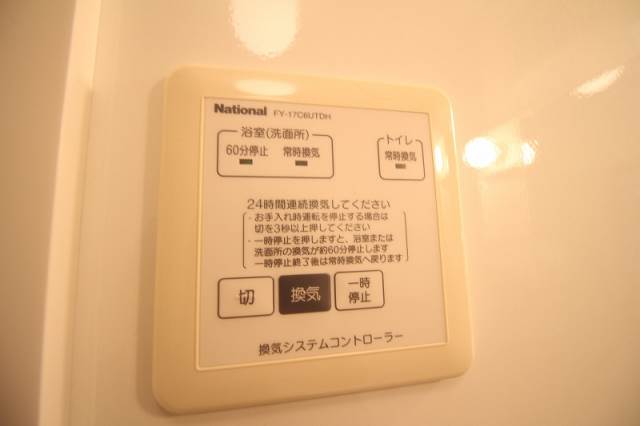 National FY-17C6UTDH
浴室(洗面所)
トイレ
60分停止 常時換気
常時換気
24時間連続換気してください
・お手入れ時運転を停止する場合は
切を3秒以上押してください
・一時停止を押しますと、浴室または
洗面所の換気が約60分停止します
一時停止終了後は常時換気へ戻ります
切
換気
一時
停止
換気システムコントローラー